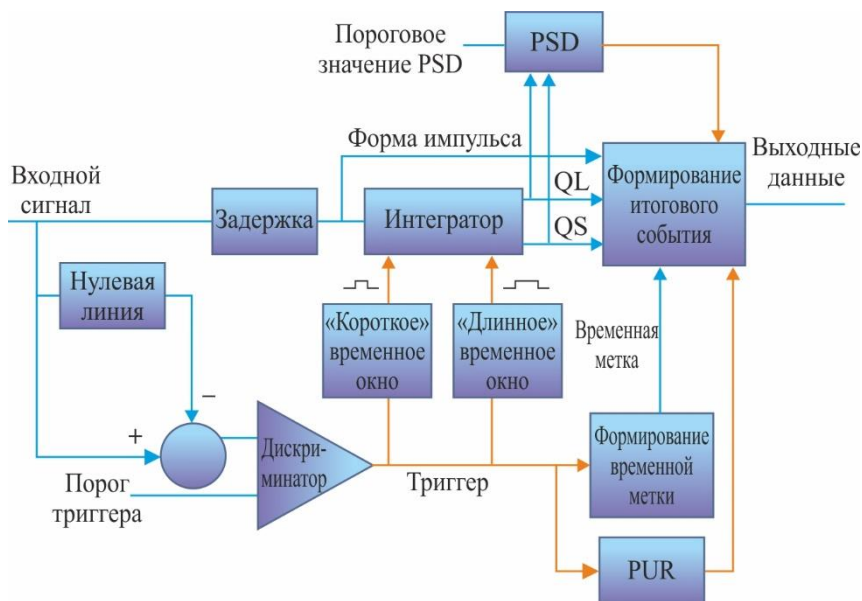 Пороговое
значение PSD
PSD
Форма импульса
Выходные
данные
Входной
сигнал
Задержка
Интегратор
QL
QS
Формирование
итогового
события
Нулевая
линия
«Короткое»
временное
окно
«Длинное»
временное
окно
Временная
метка
–
+
Дискри-
минатор
Порог
триггера
Триггер
Формирование
временной
метки
PUR